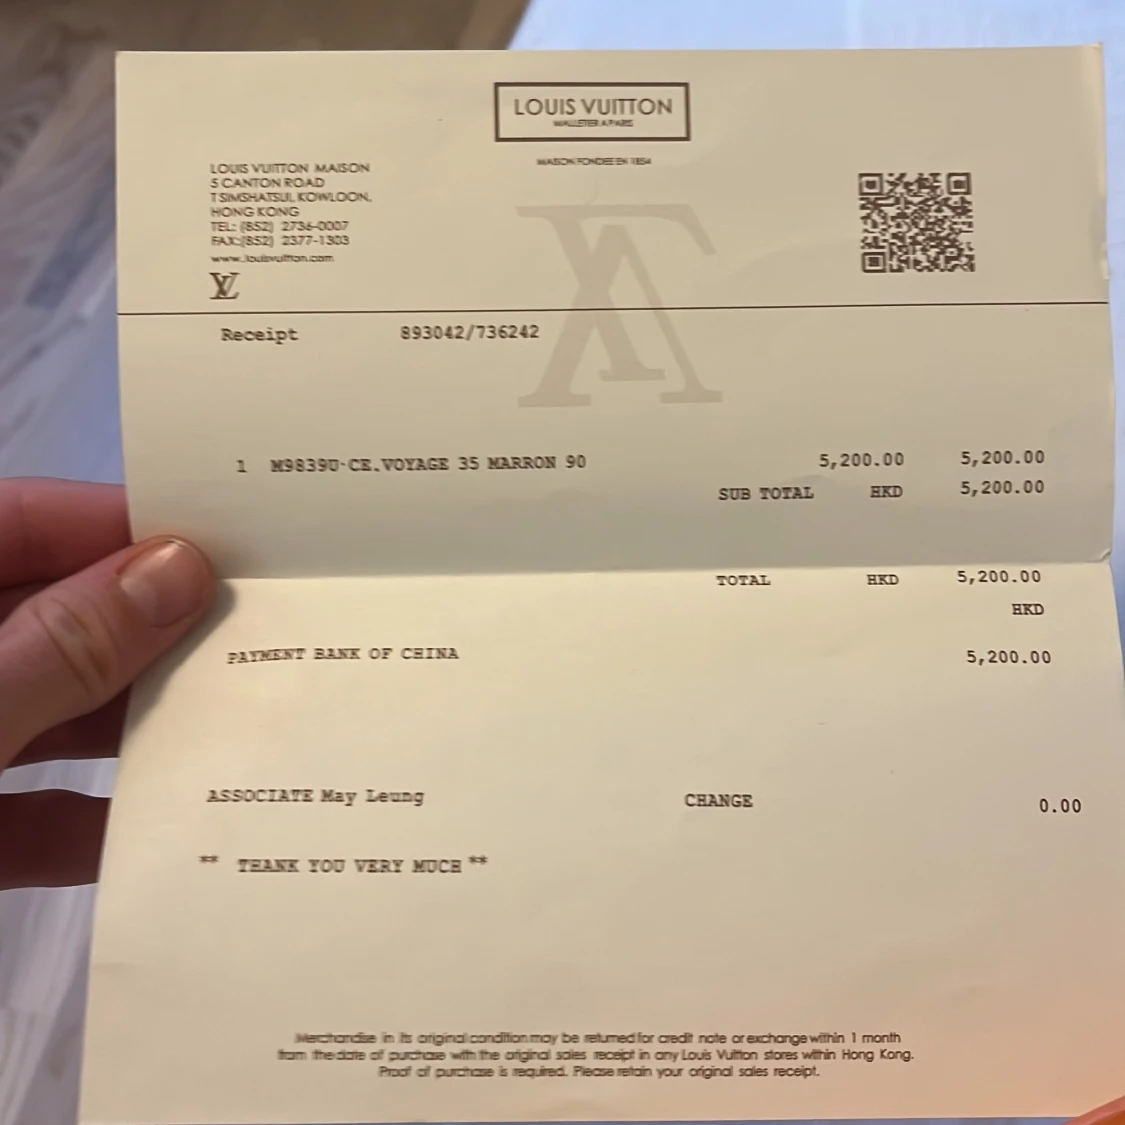 LOUIS VUITTON
MALLETIER A PARIS
MAISON FONDEE EN 1854
LOUIS VUITTON MAISON
5 CANTON ROAD
TSIMSHATSUI, KOWLOON,
HONG KONG
TEL: (852) 2736-0007
FAX:(852) 2377-1303
www.louisvuitton.com
LV
Receipt 893042/736242
1 M9839U-CE.VOYAGE 35 MARRON 90 5,200.00 5,200.00
SUB TOTAL HKD 5,200.00
TOTAL HKD 5,200.00
HKD
PAYMENT BANK OF CHINA 5,200.00
ASSOCIATE May Leung CHANGE 0.00
** THANK YOU VERY MUCH **
Merchandise in its original condition may be returned for credit note or exchange within 1 month
from the date of purchase with the original sales receipt in any Louis Vuitton stores within Hong Kong.
Proof of purchase is required. Please retain your original sales receipt.